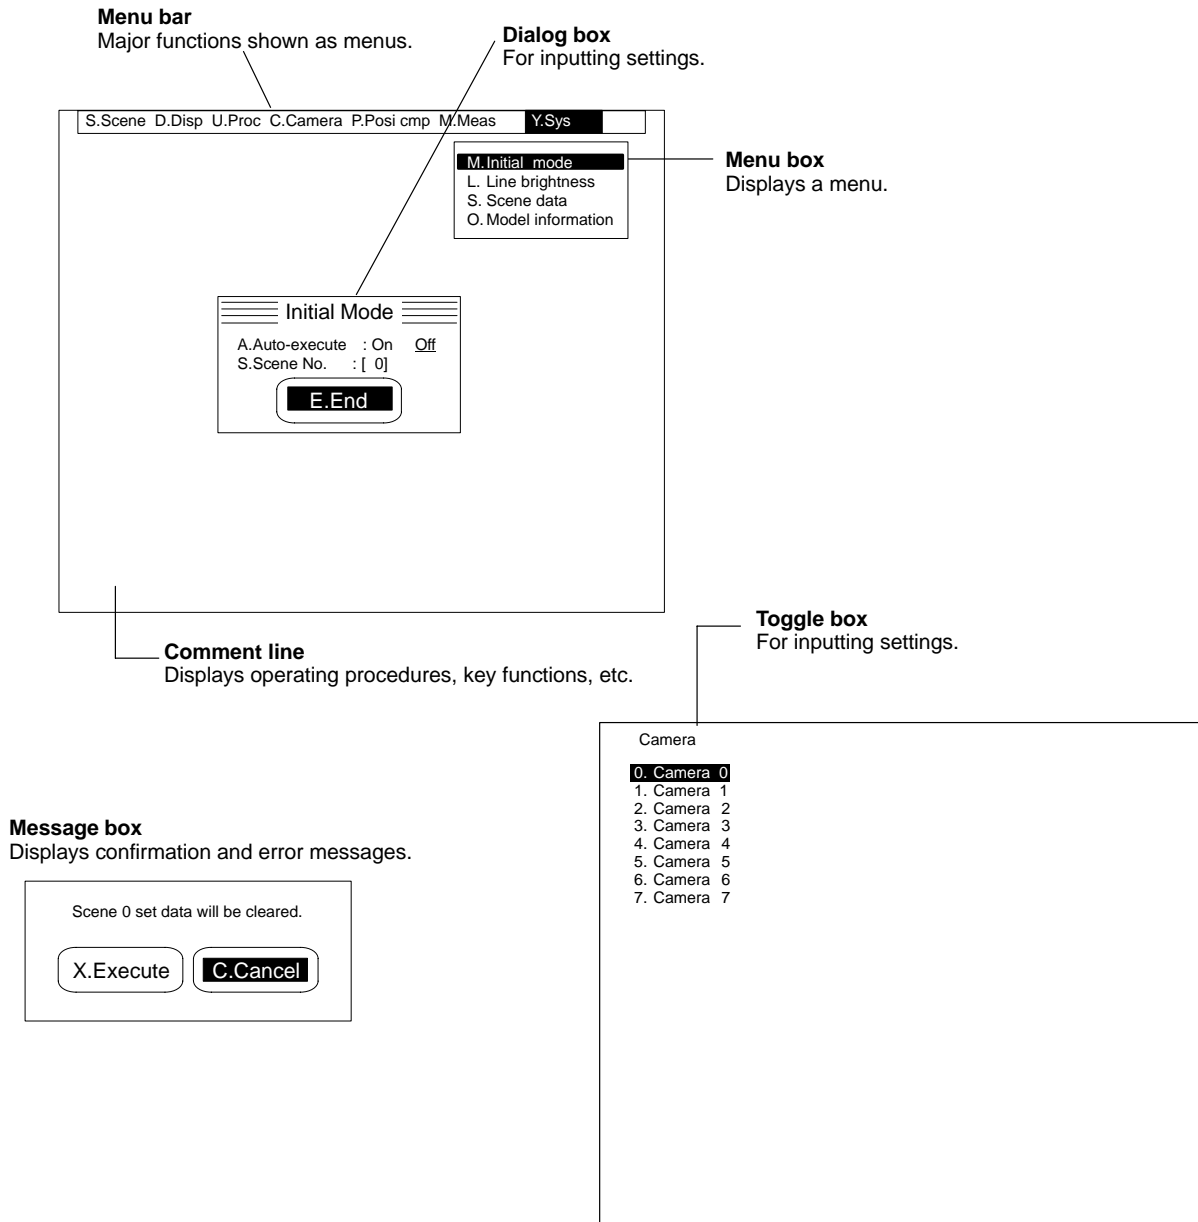 Menu bar
Major functions shown as menus.
Dialog box
For inputting settings.
S.Scene D.Disp U.Proc C.Camera P.Posi cmp M.Meas Y.Sys
M.Initial mode
L. Line brightness
S. Scene data
O. Model information
Menu box
Displays a menu.
Initial Mode
A.Auto-execute : On Off
S.Scene No. : [ 0]
E.End
Comment line
Displays operating procedures, key functions, etc.
Toggle box
For inputting settings.
Camera
0. Camera 0
1. Camera 1
2. Camera 2
3. Camera 3
4. Camera 4
5. Camera 5
6. Camera 6
7. Camera 7
Message box
Displays confirmation and error messages.
Scene 0 set data will be cleared.
X.Execute C.Cancel